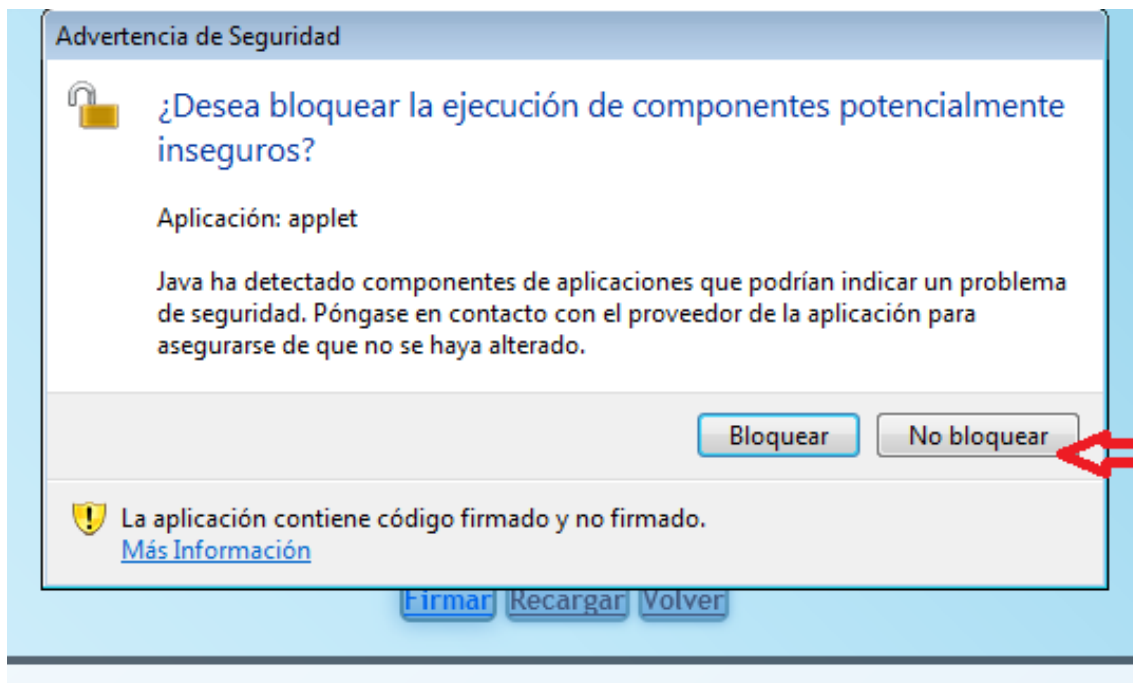 Advertencia de Seguridad
¿Desea bloquear la ejecución de componentes potencialmente
inseguros?
Aplicación: applet
Java ha detectado componentes de aplicaciones que podrían indicar un problema
de seguridad. Póngase en contacto con el proveedor de la aplicación para
asegurarse de que no se haya alterado.
Bloquear No bloquear
La aplicación contiene código firmado y no firmado.
Más Información
Firmar Recargar Volver